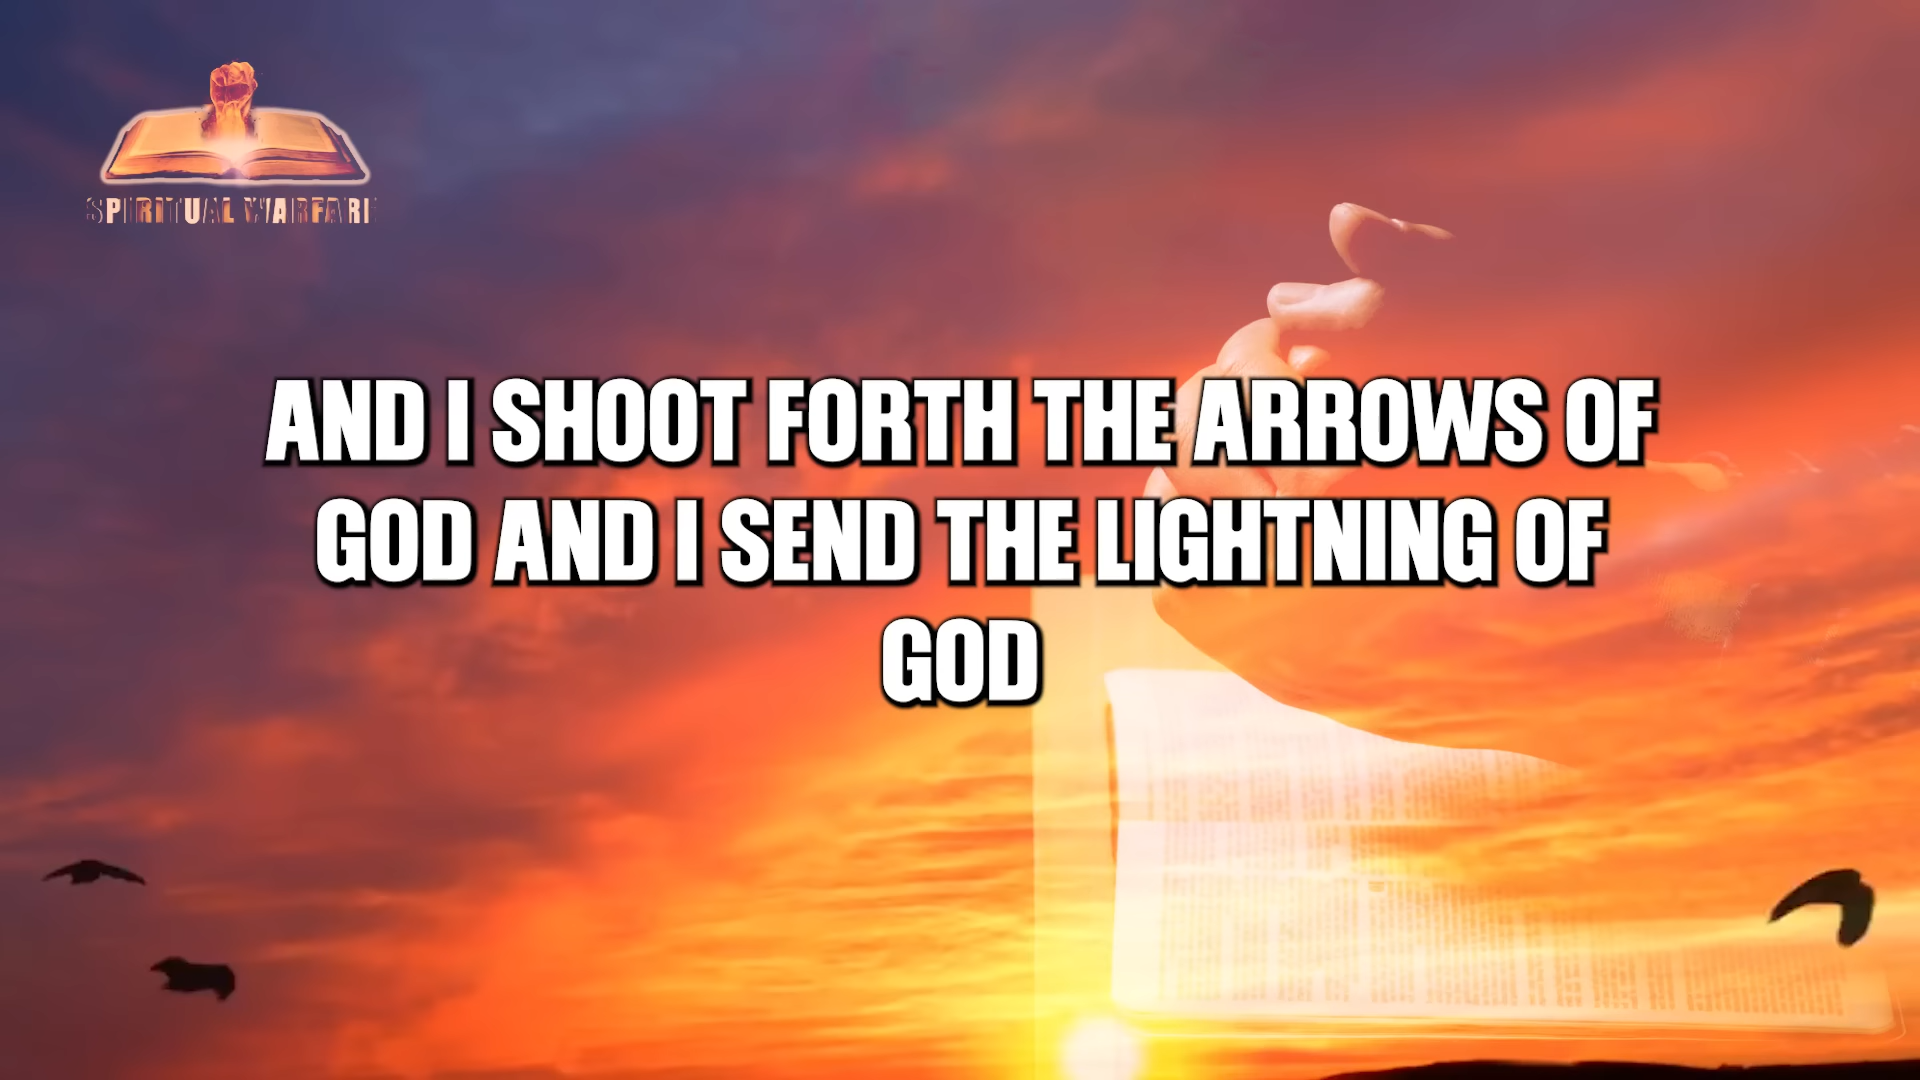 SPIRITUAL WARFARE
AND I SHOOT FORTH THE ARROWS OF
GOD AND I SEND THE LIGHTNING OF
GOD